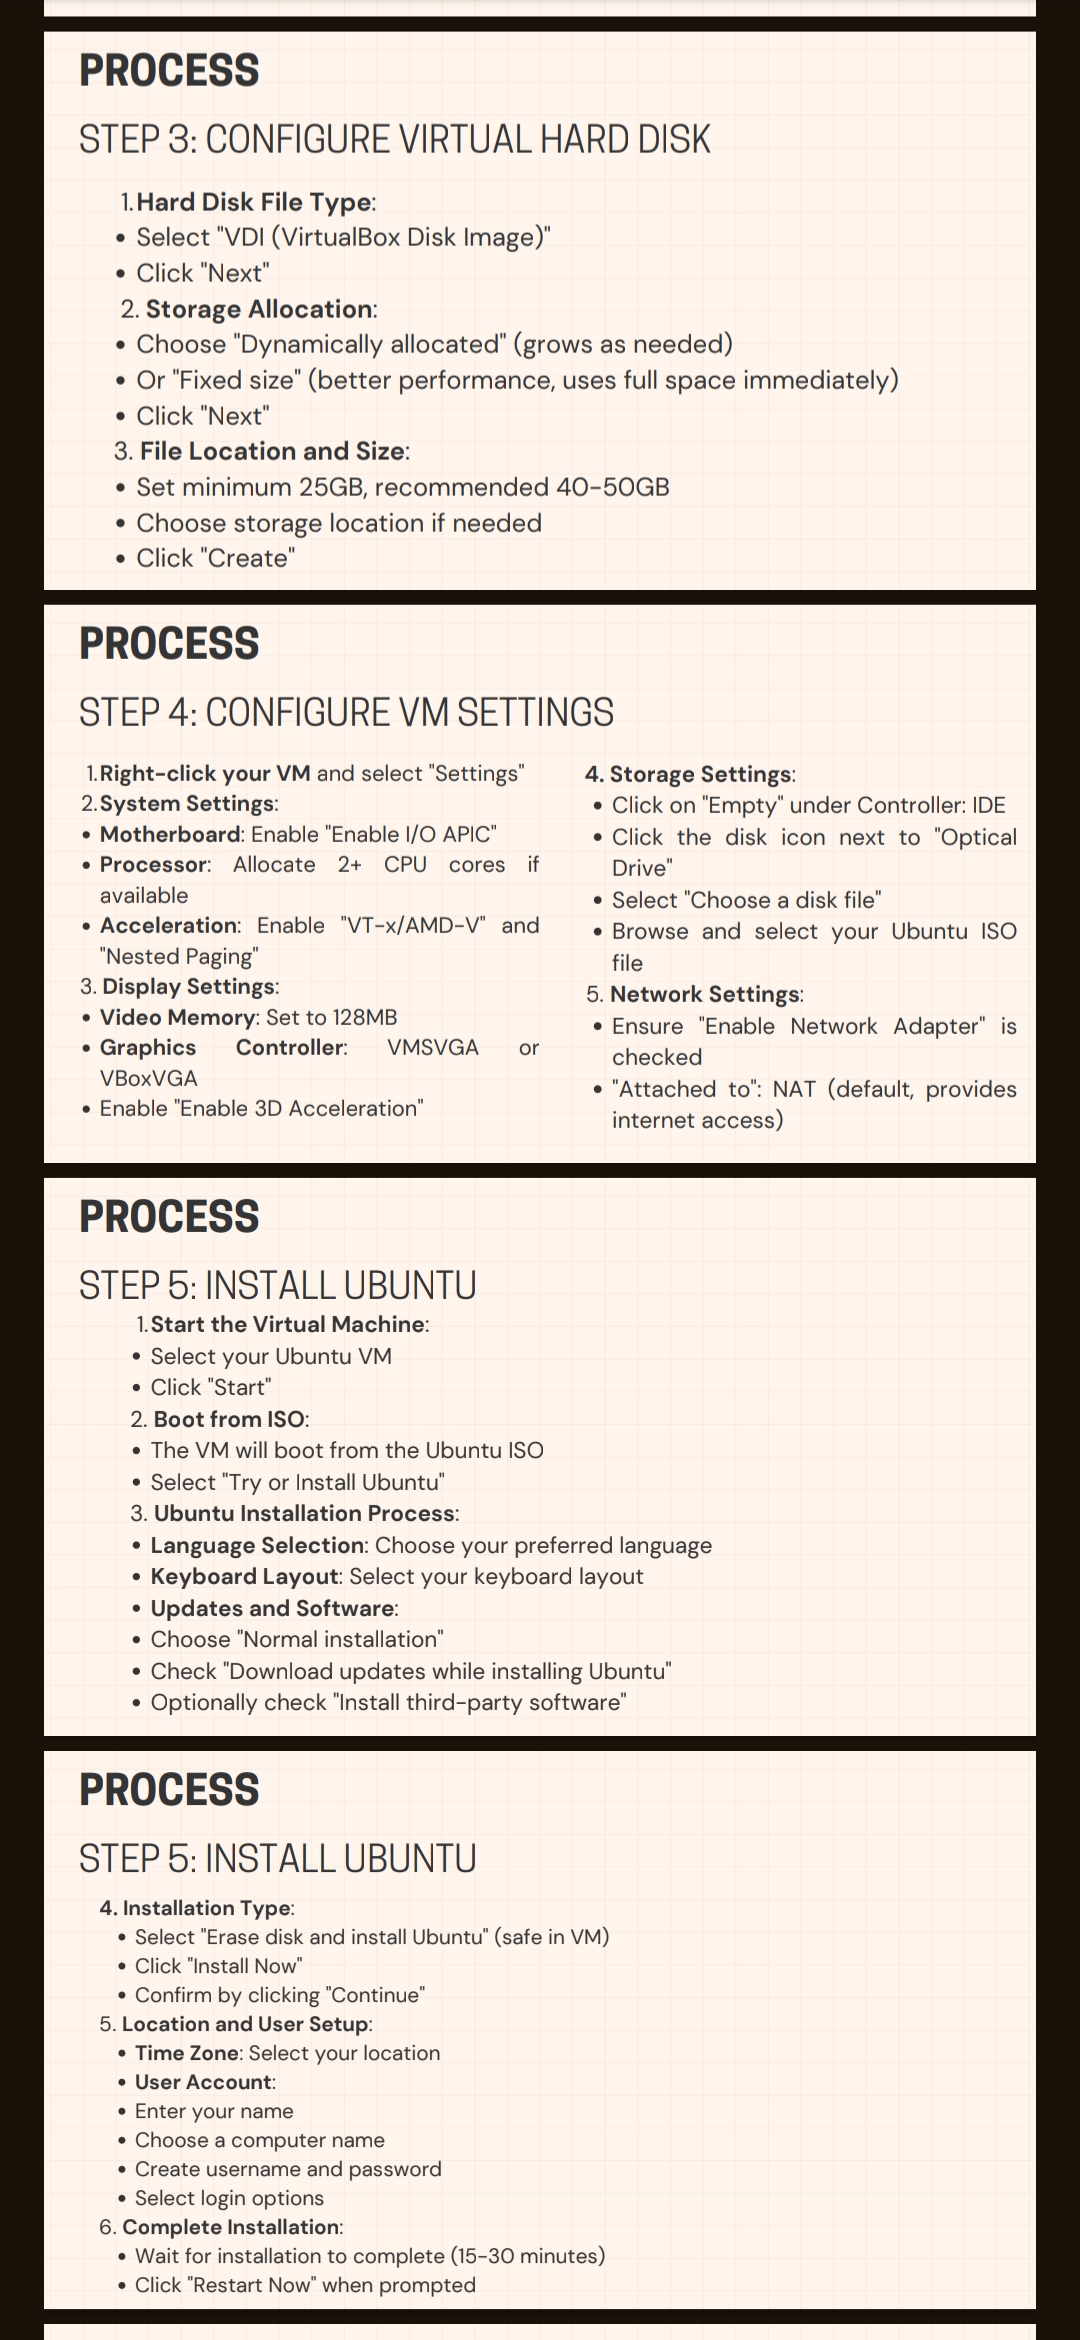 PROCESS
STEP 3: CONFIGURE VIRTUAL HARD DISK
1.Hard Disk File Type:
• Select "VDI (VirtualBox Disk Image)"
• Click "Next"
2. Storage Allocation:
• Choose "Dynamically allocated" (grows as needed)
• Or "Fixed size" (better performance, uses full space immediately)
• Click "Next"
3. File Location and Size:
• Set minimum 25GB, recommended 40-50GB
• Choose storage location if needed
• Click "Create"
PROCESS
STEP 4: CONFIGURE VM SETTINGS
1.Right-click your VM and select "Settings"
2.System Settings:
• Motherboard: Enable "Enable I/O APIC"
• Processor: Allocate 2+ CPU cores if
available
• Acceleration: Enable "VT-x/AMD-V" and
"Nested Paging"
3. Display Settings:
• Video Memory: Set to 128MB
• Graphics Controller: VMSVGA or
VBoxVGA
• Enable "Enable 3D Acceleration"
4. Storage Settings:
• Click on "Empty" under Controller: IDE
• Click the disk icon next to "Optical
Drive"
• Select "Choose a disk file"
• Browse and select your Ubuntu ISO
file
5. Network Settings:
• Ensure "Enable Network Adapter" is
checked
• "Attached to": NAT (default, provides
internet access)
PROCESS
STEP 5: INSTALL UBUNTU
1.Start the Virtual Machine:
• Select your Ubuntu VM
• Click "Start"
2. Boot from ISO:
• The VM will boot from the Ubuntu ISO
• Select "Try or Install Ubuntu"
3. Ubuntu Installation Process:
• Language Selection: Choose your preferred language
• Keyboard Layout: Select your keyboard layout
• Updates and Software:
• Choose "Normal installation"
• Check "Download updates while installing Ubuntu"
• Optionally check "Install third-party software"
PROCESS
STEP 5: INSTALL UBUNTU
4. Installation Type:
• Select "Erase disk and install Ubuntu" (safe in VM)
• Click "Install Now"
• Confirm by clicking "Continue"
5. Location and User Setup:
• Time Zone: Select your location
• User Account:
• Enter your name
• Choose a computer name
• Create username and password
• Select login options
6. Complete Installation:
• Wait for installation to complete (15-30 minutes)
• Click "Restart Now" when prompted